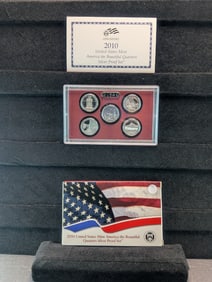 2010
United States Mint
America the Beautiful Quarters
Silver Proof Set
2010 United States Mint America the Beautiful
Quarters Silver Proof Set